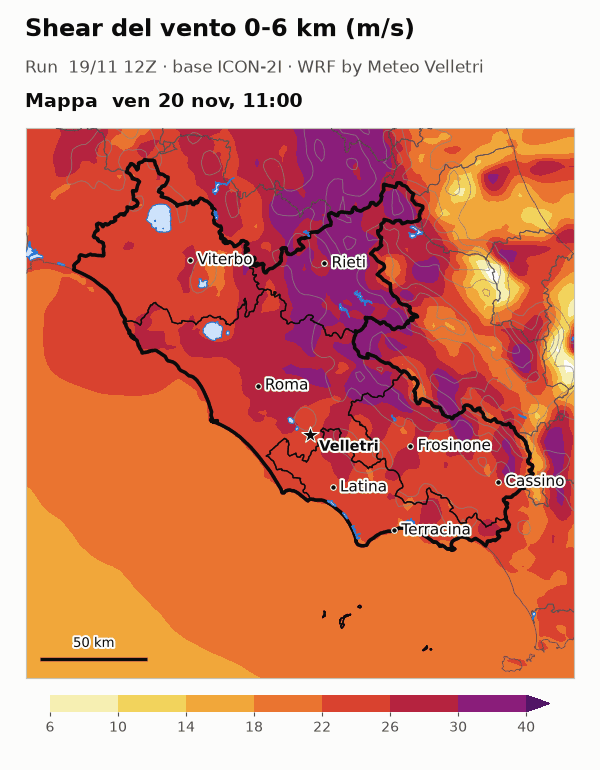 Shear del vento 0-6 km (m/s)
Run 19/11 12Z · base ICON-2I · WRF by Meteo Velletri
Mappa ven 20 nov, 11:00
Viterbo
Rieti
Roma
Velletri
Frosinone
Latina
Cassino
Terracina
50 km
6 10 14 18 22 26 30 40